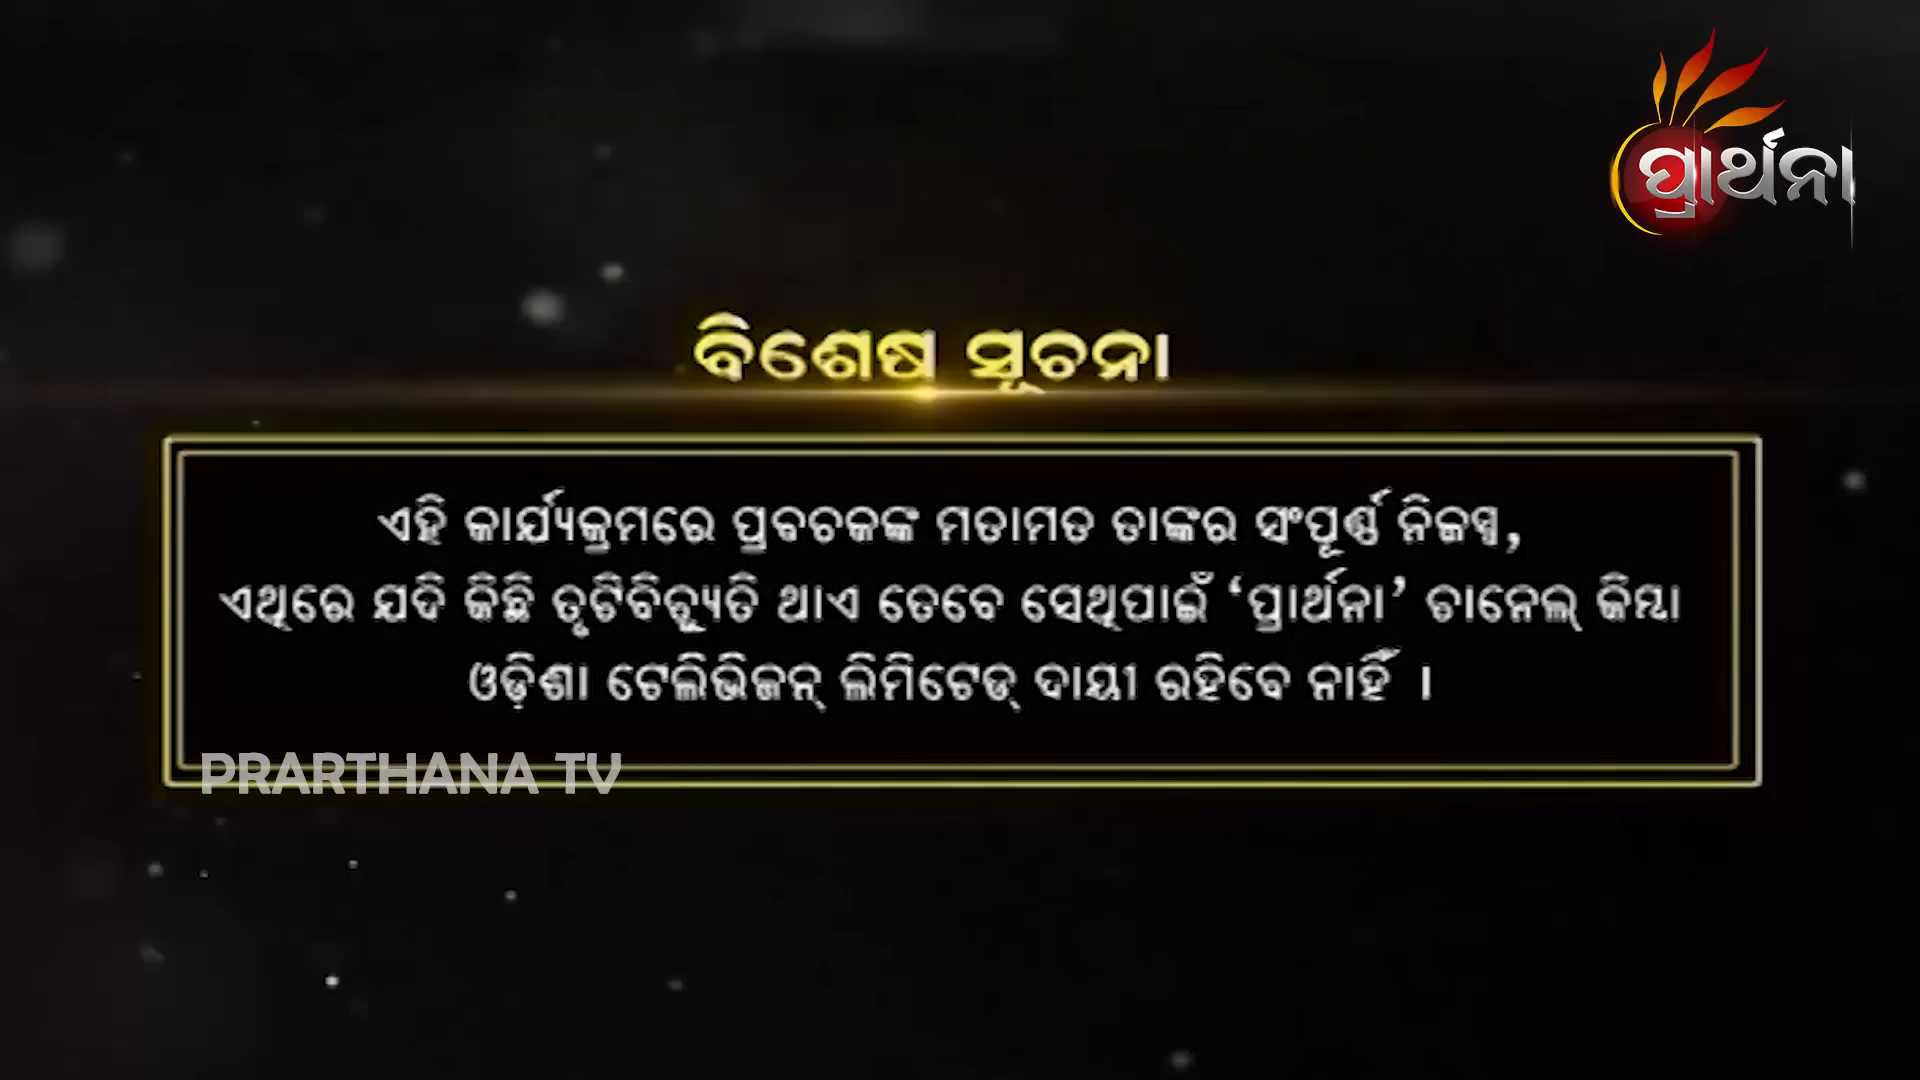 ପ୍ରାର୍ଥନା
ବିଶେଷ ସୂଚନା
ଏହି କାର୍ଯ୍ୟକ୍ରମରେ ପ୍ରବଚକଙ୍କ ମତାମତ ତାଙ୍କର ସଂପୂର୍ଣ୍ଣ ନିଜସ୍ୱ,
ଏଥିରେ ଯଦି କିଛି ତୃଟିବିଚ୍ୟୁତି ଥାଏ ତେବେ ସେଥିପାଇଁ ‘ପ୍ରାର୍ଥନା’ ଚାନେଲ୍ କିମ୍ବା
ଓଡ଼ିଶା ଟେଲିଭିଜନ୍ ଲିମିଟେଡ୍ ଦାୟୀ ରହିବେ ନାହିଁ ।
PRARTHANA TV